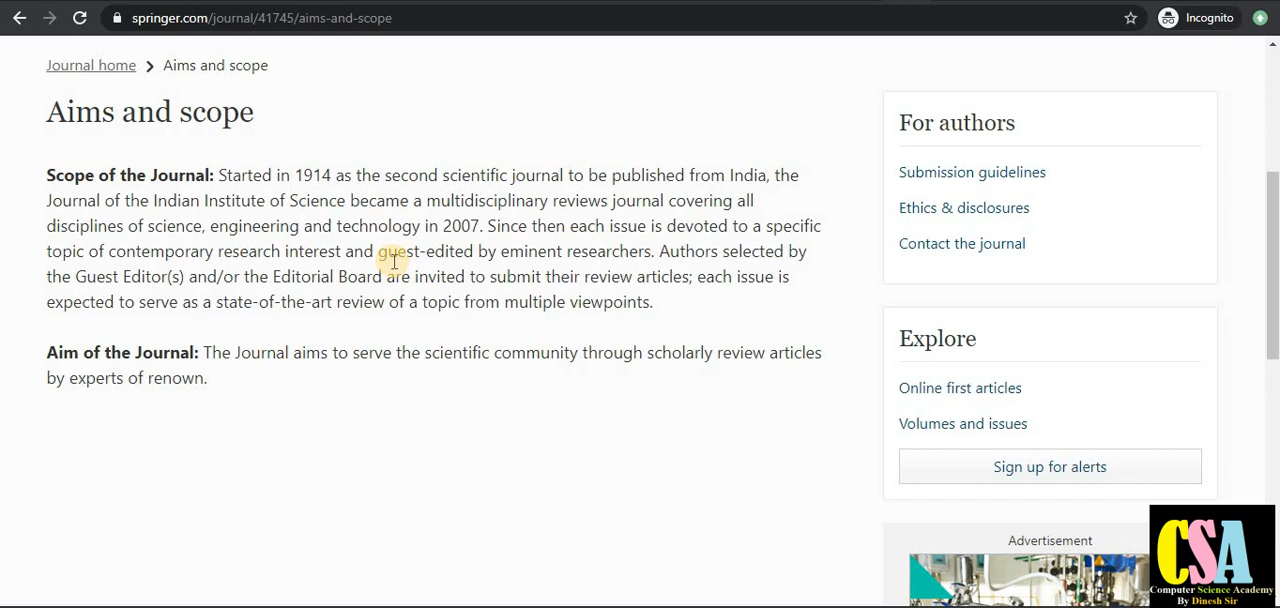 springer.com/journal/41745/aims-and-scope
Incognito
Journal home > Aims and scope
Aims and scope
Scope of the Journal: Started in 1914 as the second scientific journal to be published from India, the
Journal of the Indian Institute of Science became a multidisciplinary reviews journal covering all
disciplines of science, engineering and technology in 2007. Since then each issue is devoted to a specific
topic of contemporary research interest and guest-edited by eminent researchers. Authors selected by
the Guest Editor(s) and/or the Editorial Board are invited to submit their review articles; each issue is
expected to serve as a state-of-the-art review of a topic from multiple viewpoints.
Aim of the Journal: The Journal aims to serve the scientific community through scholarly review articles
by experts of renown.
For authors
Submission guidelines
Ethics & disclosures
Contact the journal
Explore
Online first articles
Volumes and issues
Sign up for alerts
Advertisement
CSA
Computer Science Academy
By Dinesh Sir